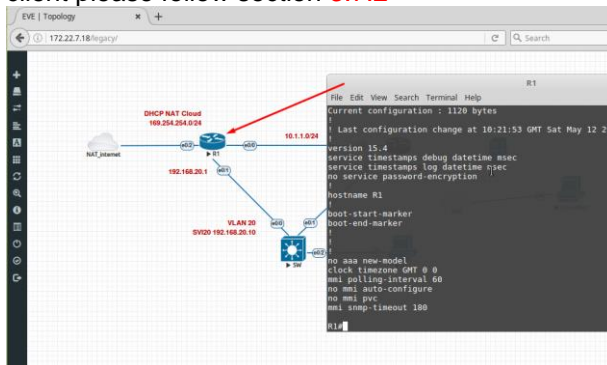 client please follow section
EVE | Topology
172.22.7.18/legacy/
Search
R1
File Edit View Search Terminal Help
Current configuration : 1120 bytes
!
! Last configuration change at 10:21:53 GMT Sat May 12 2
!
version 15.4
service timestamps debug datetime msec
service timestamps log datetime msec
no service password-encryption
!
hostname R1
!
boot-start-marker
boot-end-marker
!
!
!
no aaa new-model
clock timezone GMT 0 0
mmi polling-interval 60
no mmi auto-configure
no mmi pvc
mmi snmp-timeout 180
R1#
DHCP NAT Cloud
169.254.254.0/24
NAT_internet
e0/2
R1
e0/0
10.1.1.0/24
192.168.20.1
e0/1
VLAN 20
SVI20 192.168.20.10
e0/0
e0/1
SW
e0/2